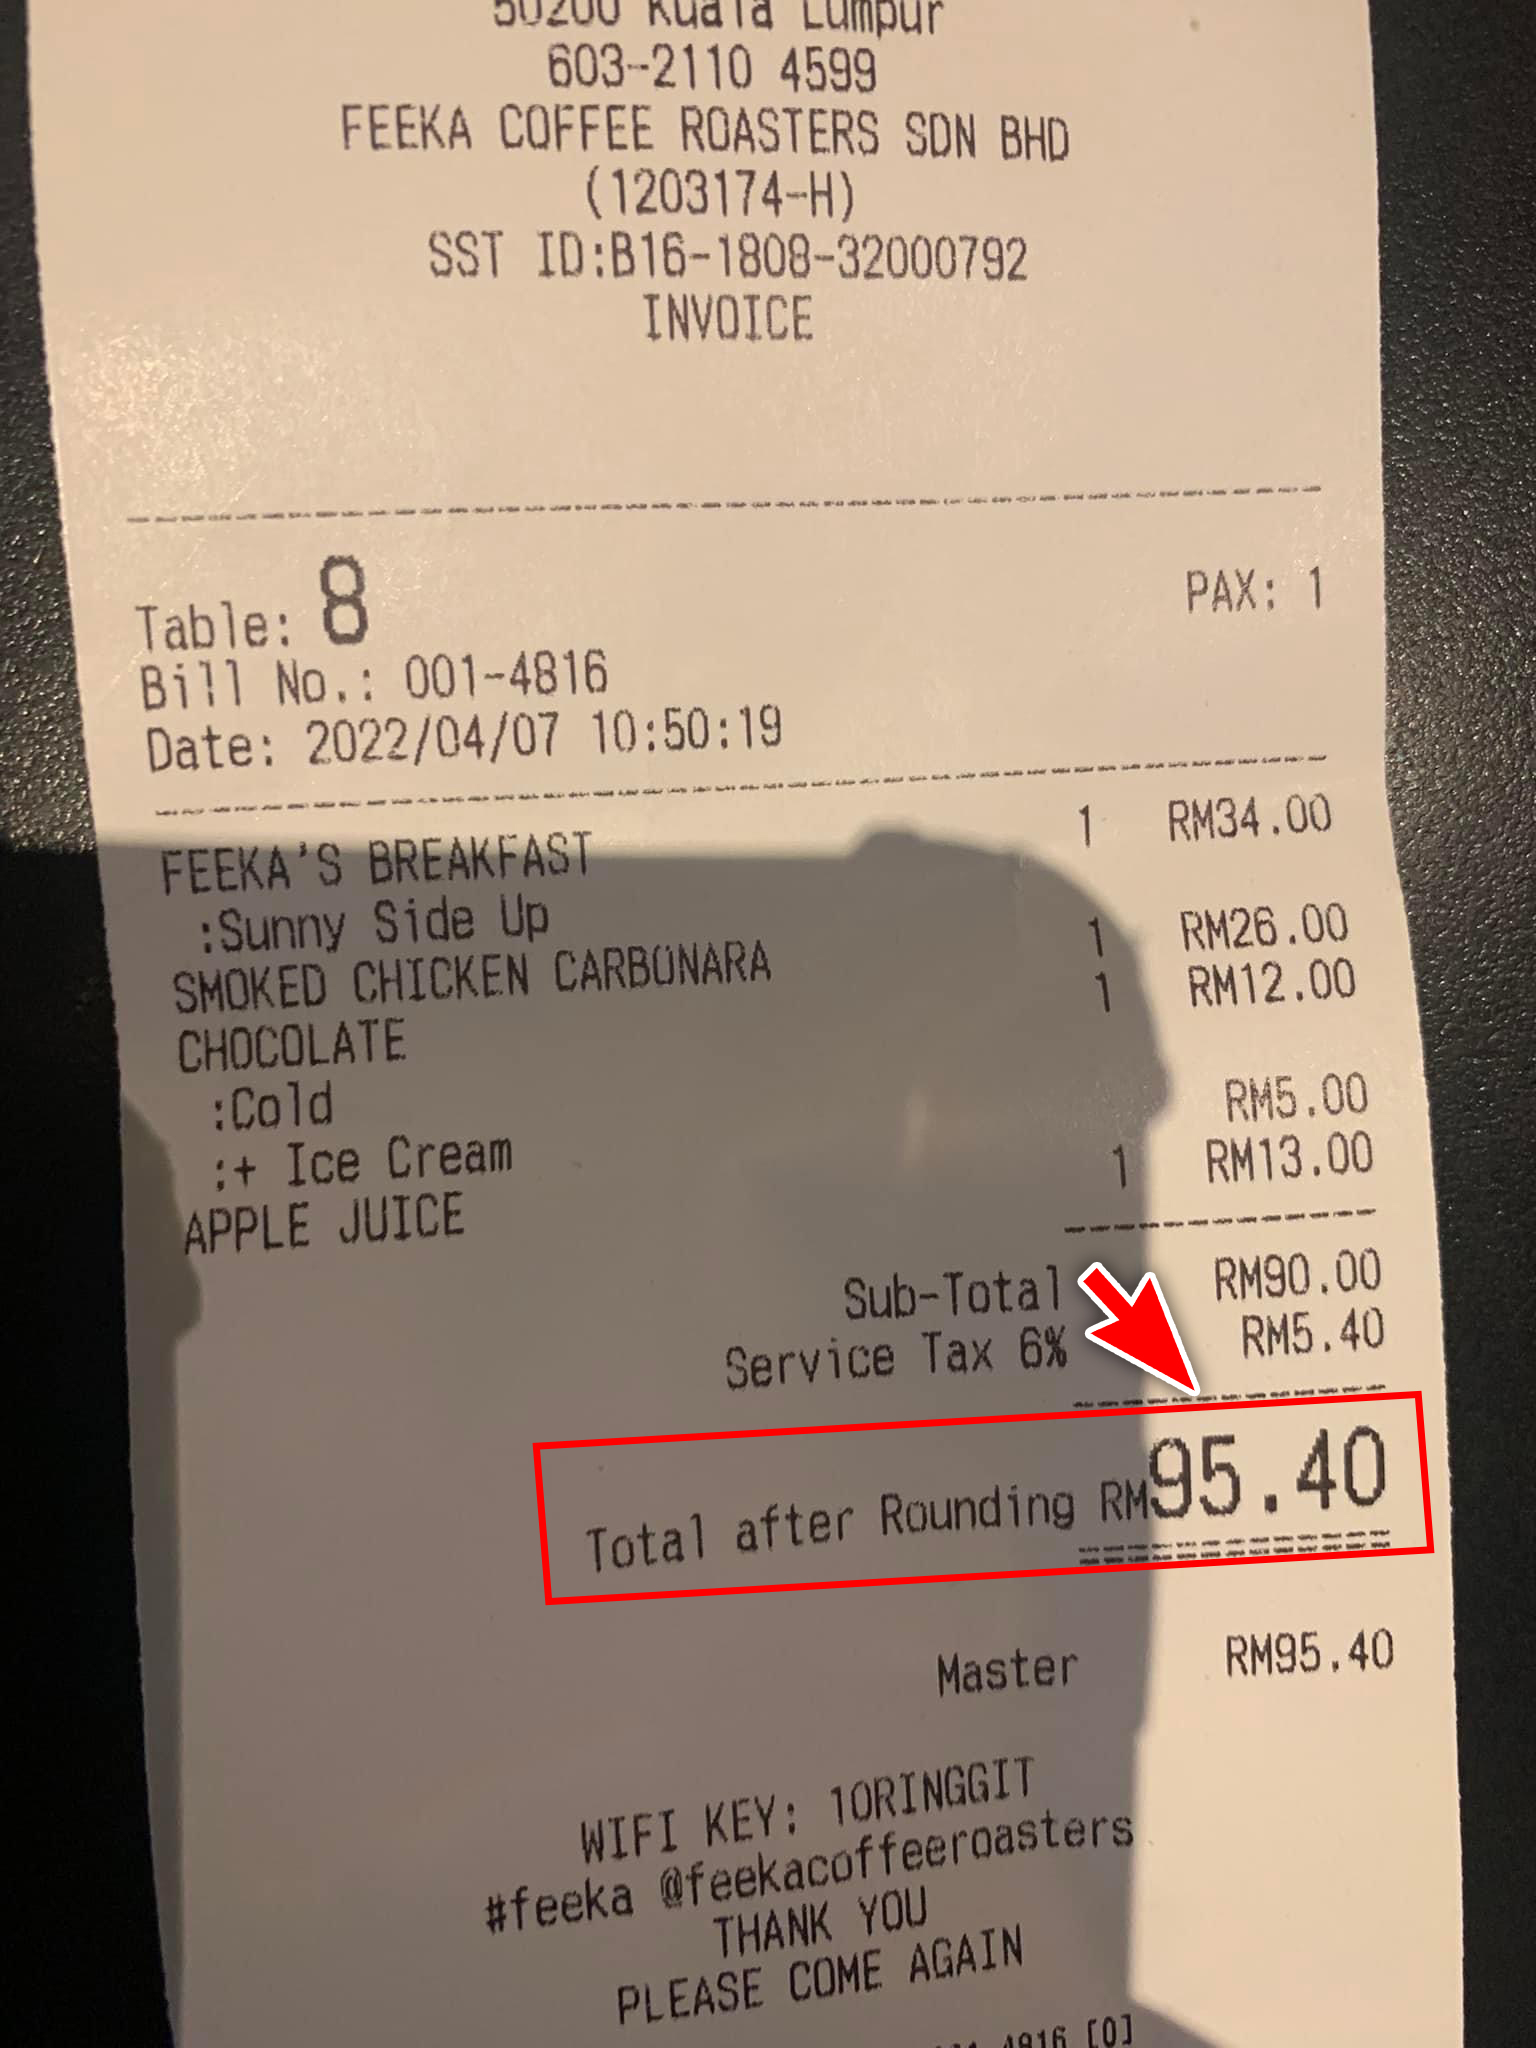 50200 Kuala Lumpur
603-2110 4599
FEEKA COFFEE ROASTERS SDN BHD
(1203174-H)
SST ID:B16-1808-32000792
INVOICE
Table: 8 PAX: 1
Bill No.: 001-4816
Date: 2022/04/07 10:50:19
FEEKA'S BREAKFAST 1 RM34.00
:Sunny Side Up
SMOKED CHICKEN CARBONARA 1 RM26.00
CHOCOLATE 1 RM12.00
:Cold
:+ Ice Cream RM5.00
APPLE JUICE 1 RM13.00
Sub-Total RM90.00
Service Tax 6% RM5.40
Total after Rounding RM95.40
Master RM95.40
WIFI KEY: 10RINGGIT
#feeka @feekacoffeeroasters
THANK YOU
PLEASE COME AGAIN
4816 [0]